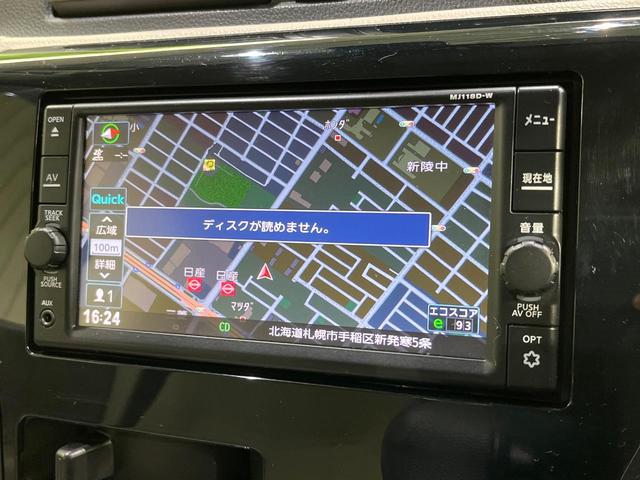 MJ118D-W
OPEN
AV
TRACK
SEEK
PUSH
SOURCE
AUX
小
Quick
広域
100m
詳細
1
16:24
ホンダ
新陵中
ディスクが読めません。
日産
日産
マツダ
CD
エコスコア
e 93
北海道札幌市手稲区新発寒5条
メニュー
現在地
音量
PUSH
AV OFF
OPT